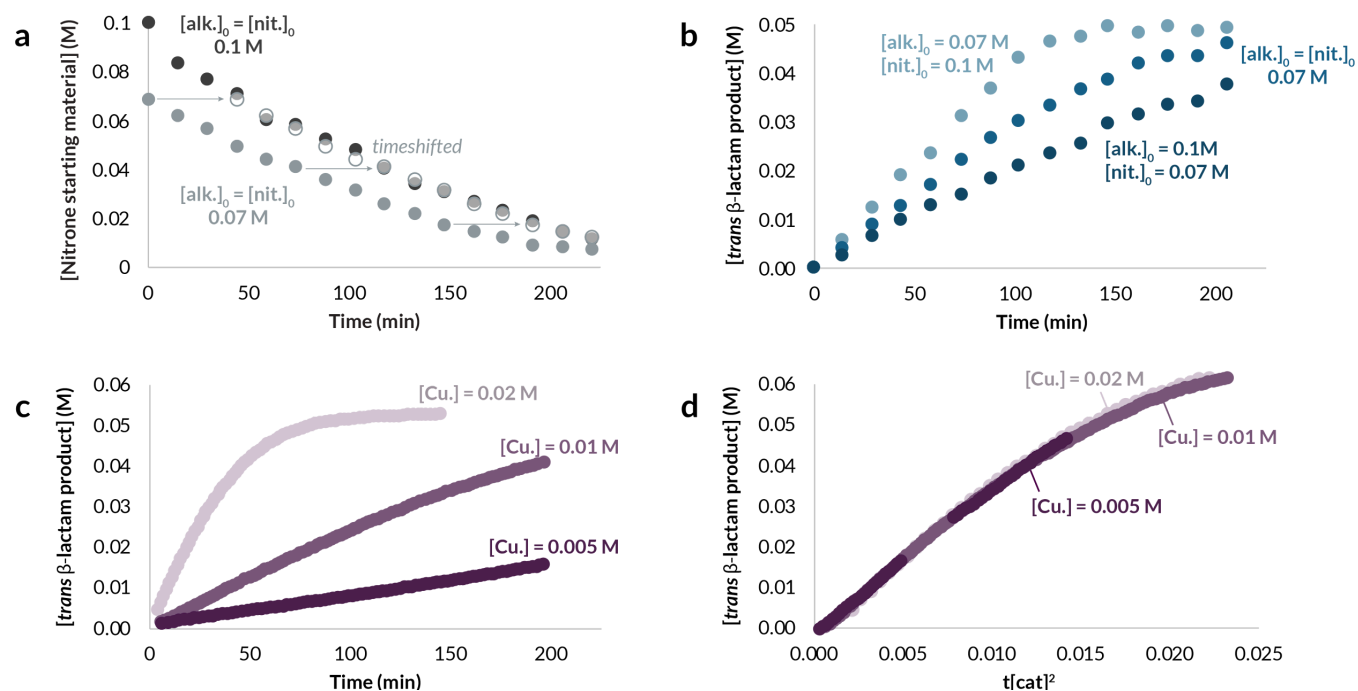 a
[Nitrone starting material] (M)
0.1
0.08
0.06
0.04
0.02
0
[alk.]₀ = [nit.]₀
0.1 M
timeshifted
[alk.]₀ = [nit.]₀
0.07 M
0
50
100
150
200
Time (min)
b
[trans β-lactam product] (M)
0.05
0.04
0.03
0.02
0.01
0.00
[alk.]₀ = 0.07 M
[nit.]₀ = 0.1 M
[alk.]₀ = [nit.]₀
0.07 M
[alk.]₀ = 0.1M
[nit.]₀ = 0.07 M
0
50
100
150
200
Time (min)
c
[trans β-lactam product] (M)
0.06
0.05
0.04
0.03
0.02
0.01
0.00
[Cu.] = 0.02 M
[Cu.] = 0.01 M
[Cu.] = 0.005 M
0
50
100
150
200
Time (min)
d
[trans β-lactam product] (M)
0.06
0.05
0.04
0.03
0.02
0.01
0.00
[Cu.] = 0.02 M
[Cu.] = 0.01 M
[Cu.] = 0.005 M
0.000
0.005
0.010
0.015
0.020
0.025
t[cat]²